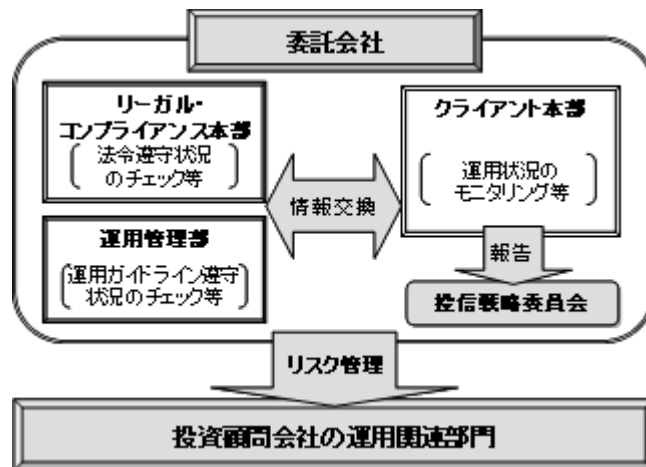 委託会社
リーガル・
コンプライアンス本部
法令遵守状況
のチェック等
運用管理部
運用ガイドライン遵守
状況のチェック等
情報交換
クライアント本部
運用状況の
モニタリング等
報告
投信戦略委員会
リスク管理
投資顧問会社の運用関連部門